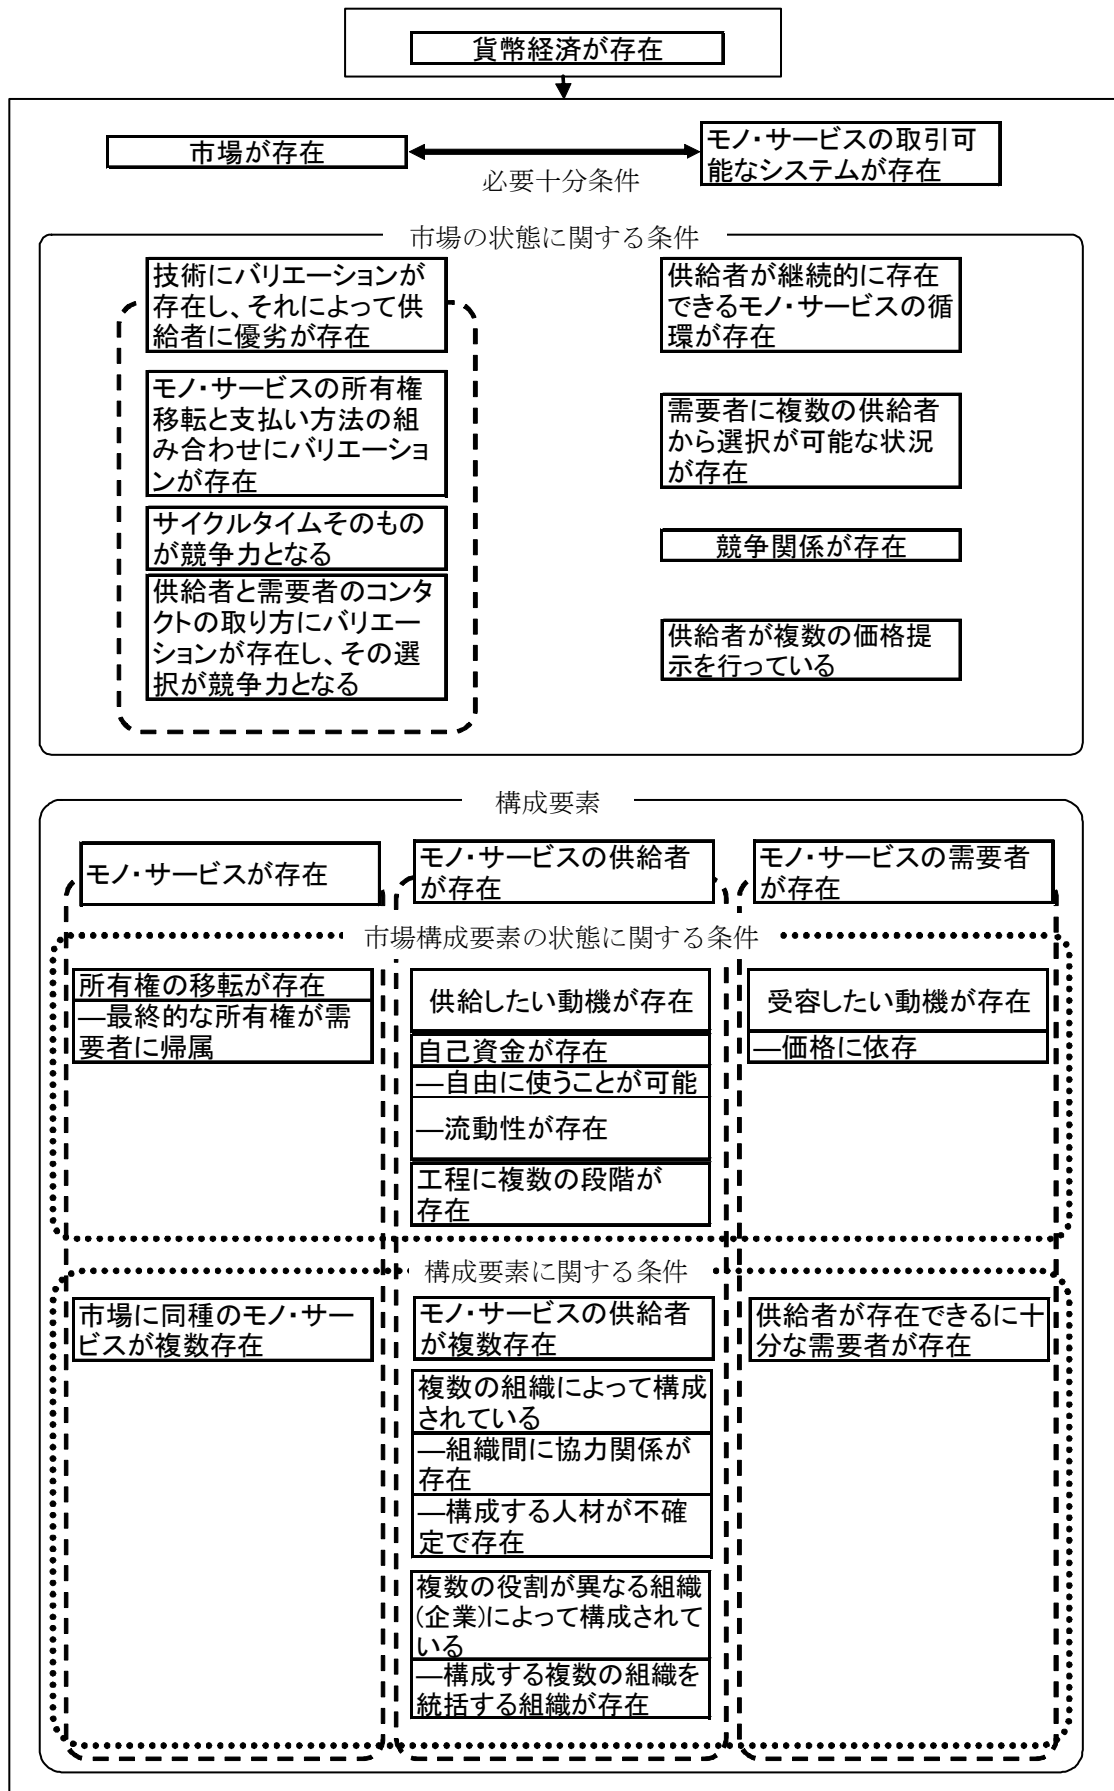 貨幣経済が存在
市場が存在
モノ・サービスの取引可
能なシステムが存在
必要十分条件
市場の状態に関する条件
技術にバリエーションが
存在し、それによって供
給者に優劣が存在
モノ・サービスの所有権
移転と支払い方法の組
み合わせにバリエーショ
ンが存在
サイクルタイムそのもの
が競争力となる
供給者と需要者のコンタ
クトの取り方にバリエー
ションが存在し、その選
択が競争力となる
供給者が継続的に存在
できるモノ・サービスの循
環が存在
需要者に複数の供給者
から選択が可能な状況
が存在
競争関係が存在
供給者が複数の価格提
示を行っている
構成要素
モノ・サービスが存在
モノ・サービスの供給者
が存在
モノ・サービスの需要者
が存在
市場構成要素の状態に関する条件
所有権の移転が存在
―最終的な所有権が需
要者に帰属
供給したい動機が存在
自己資金が存在
―自由に使うことが可能
―流動性が存在
工程に複数の段階が
存在
受容したい動機が存在
―価格に依存
構成要素に関する条件
市場に同種のモノ・サー
ビスが複数存在
モノ・サービスの供給者
が複数存在
複数の組織によって構成
されている
―組織間に協力関係が
存在
―構成する人材が不確
定で存在
複数の役割が異なる組織
(企業)によって構成されて
いる
―構成する複数の組織を
統括する組織が存在
供給者が存在できるに十
分な需要者が存在